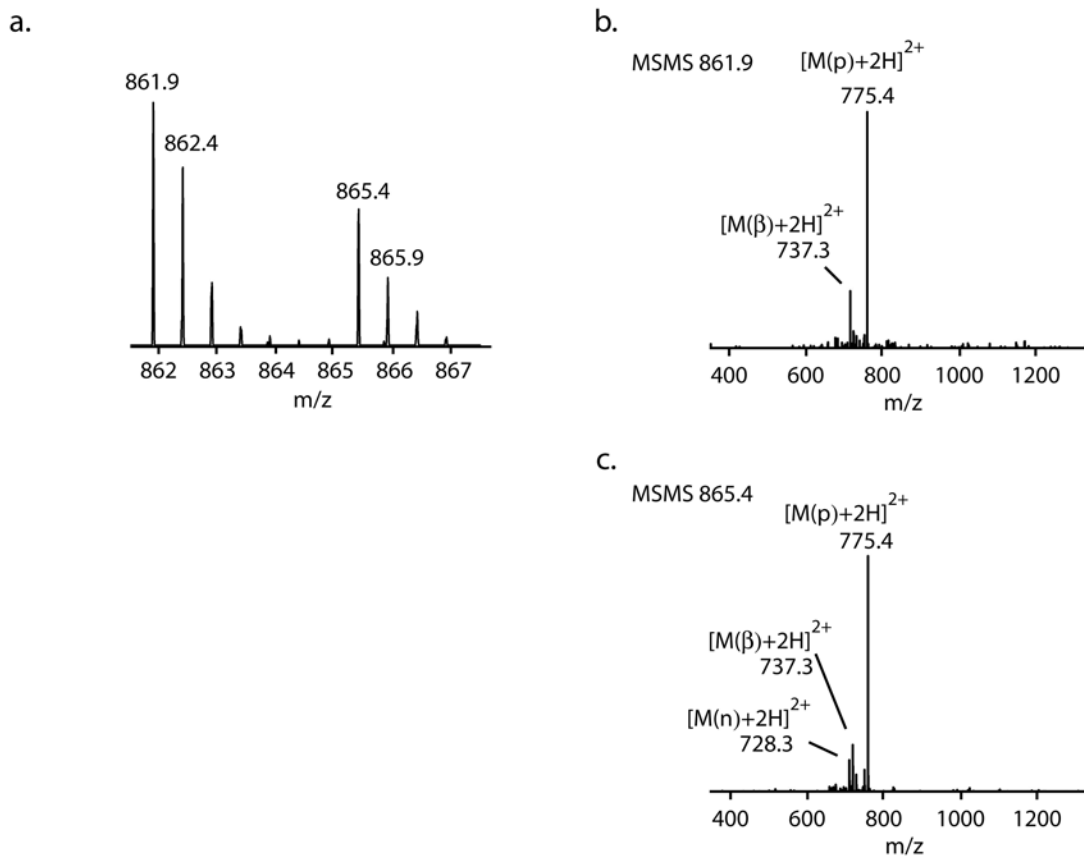 a.
861.9
862.4
865.4
865.9
862 863 864 865 866 867
m/z
b.
MSMS 861.9
[M(p)+2H]²⁺
775.4
[M(β)+2H]²⁺
737.3
400 600 800 1000 1200
m/z
c.
MSMS 865.4
[M(p)+2H]²⁺
775.4
[M(β)+2H]²⁺
737.3
[M(n)+2H]²⁺
728.3
400 600 800 1000 1200
m/z